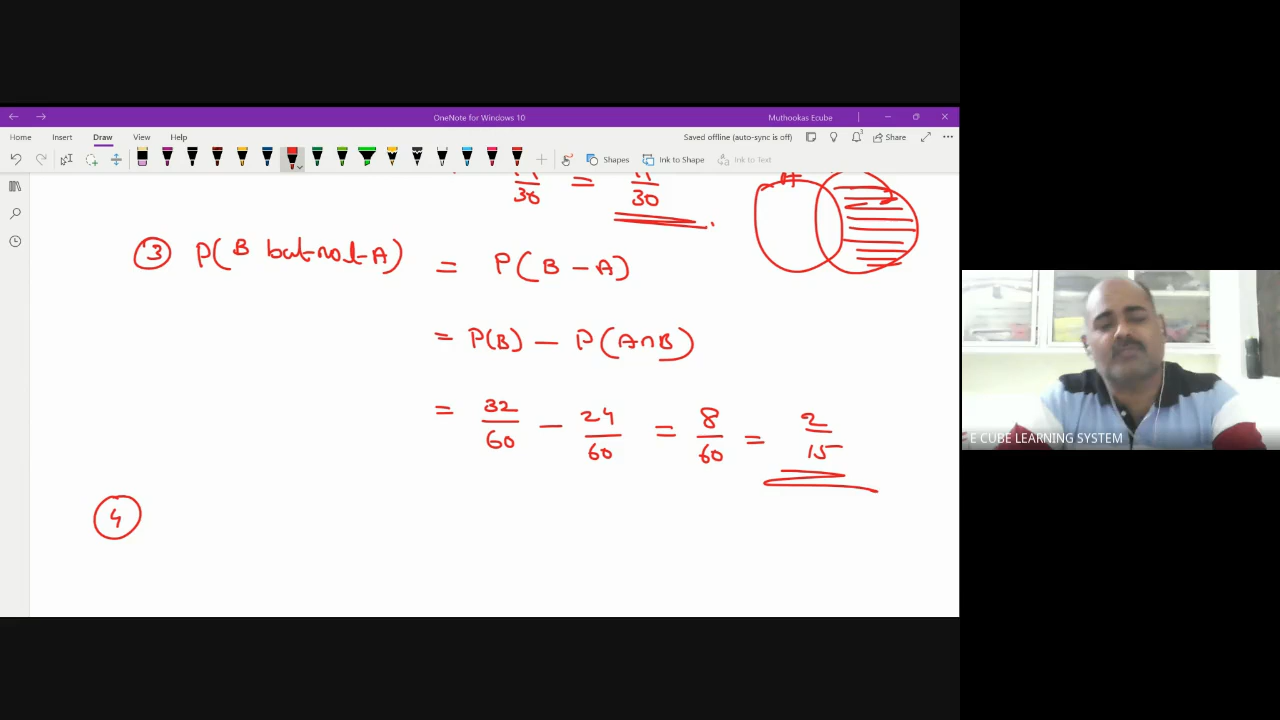 OneNote for Windows 10
Muthookas Ecube
Home Insert Draw View Help
Saved offline (auto-sync is off)
Share
Shapes
Ink to Shape
Ink to Text
11/30 = 11/30
A
③ P(B but not A) = P(B - A)
= P(B) - P(A∩B)
= 32/60 - 24/60 = 8/60 = 2/15
④
E CUBE LEARNING SYSTEM